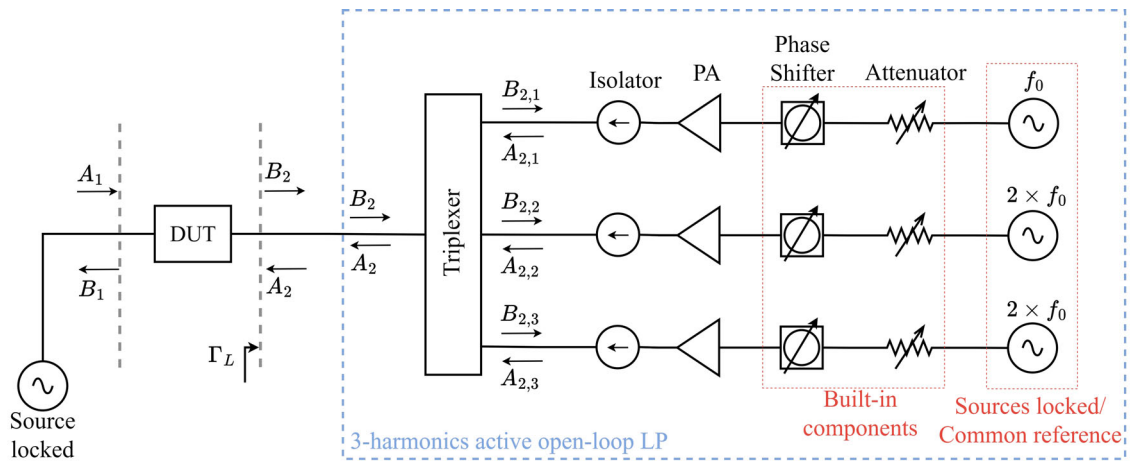 Phase
Shifter
Isolator
PA
Attenuator
f₀
B₂,₁
A₂,₁
A₁
B₂
DUT
B₁
A₂
Γ_L
B₂
A₂
Triplexer
B₂,₂
A₂,₂
2 × f₀
B₂,₃
A₂,₃
2 × f₀
Source
locked
Built-in
components
Sources locked/
Common reference
3-harmonics active open-loop LP